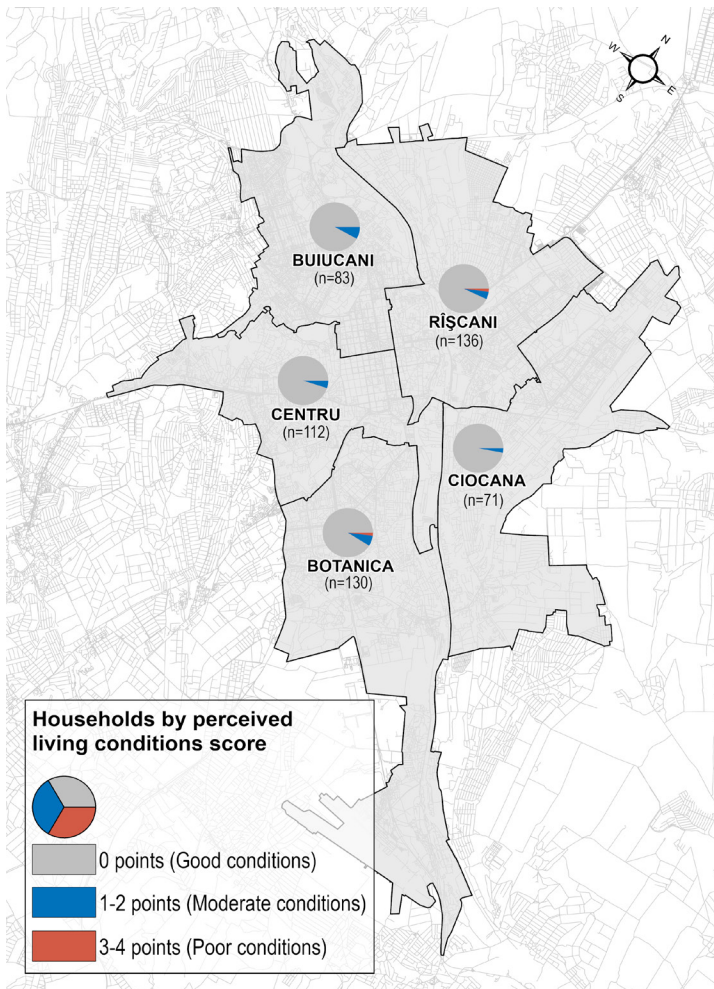 N
W
E
S
BUIUCANI
(n=83)
RÎŞCANI
(n=136)
CENTRU
(n=112)
CIOCANA
(n=71)
BOTANICA
(n=130)
Households by perceived
living conditions score
0 points (Good conditions)
1-2 points (Moderate conditions)
3-4 points (Poor conditions)